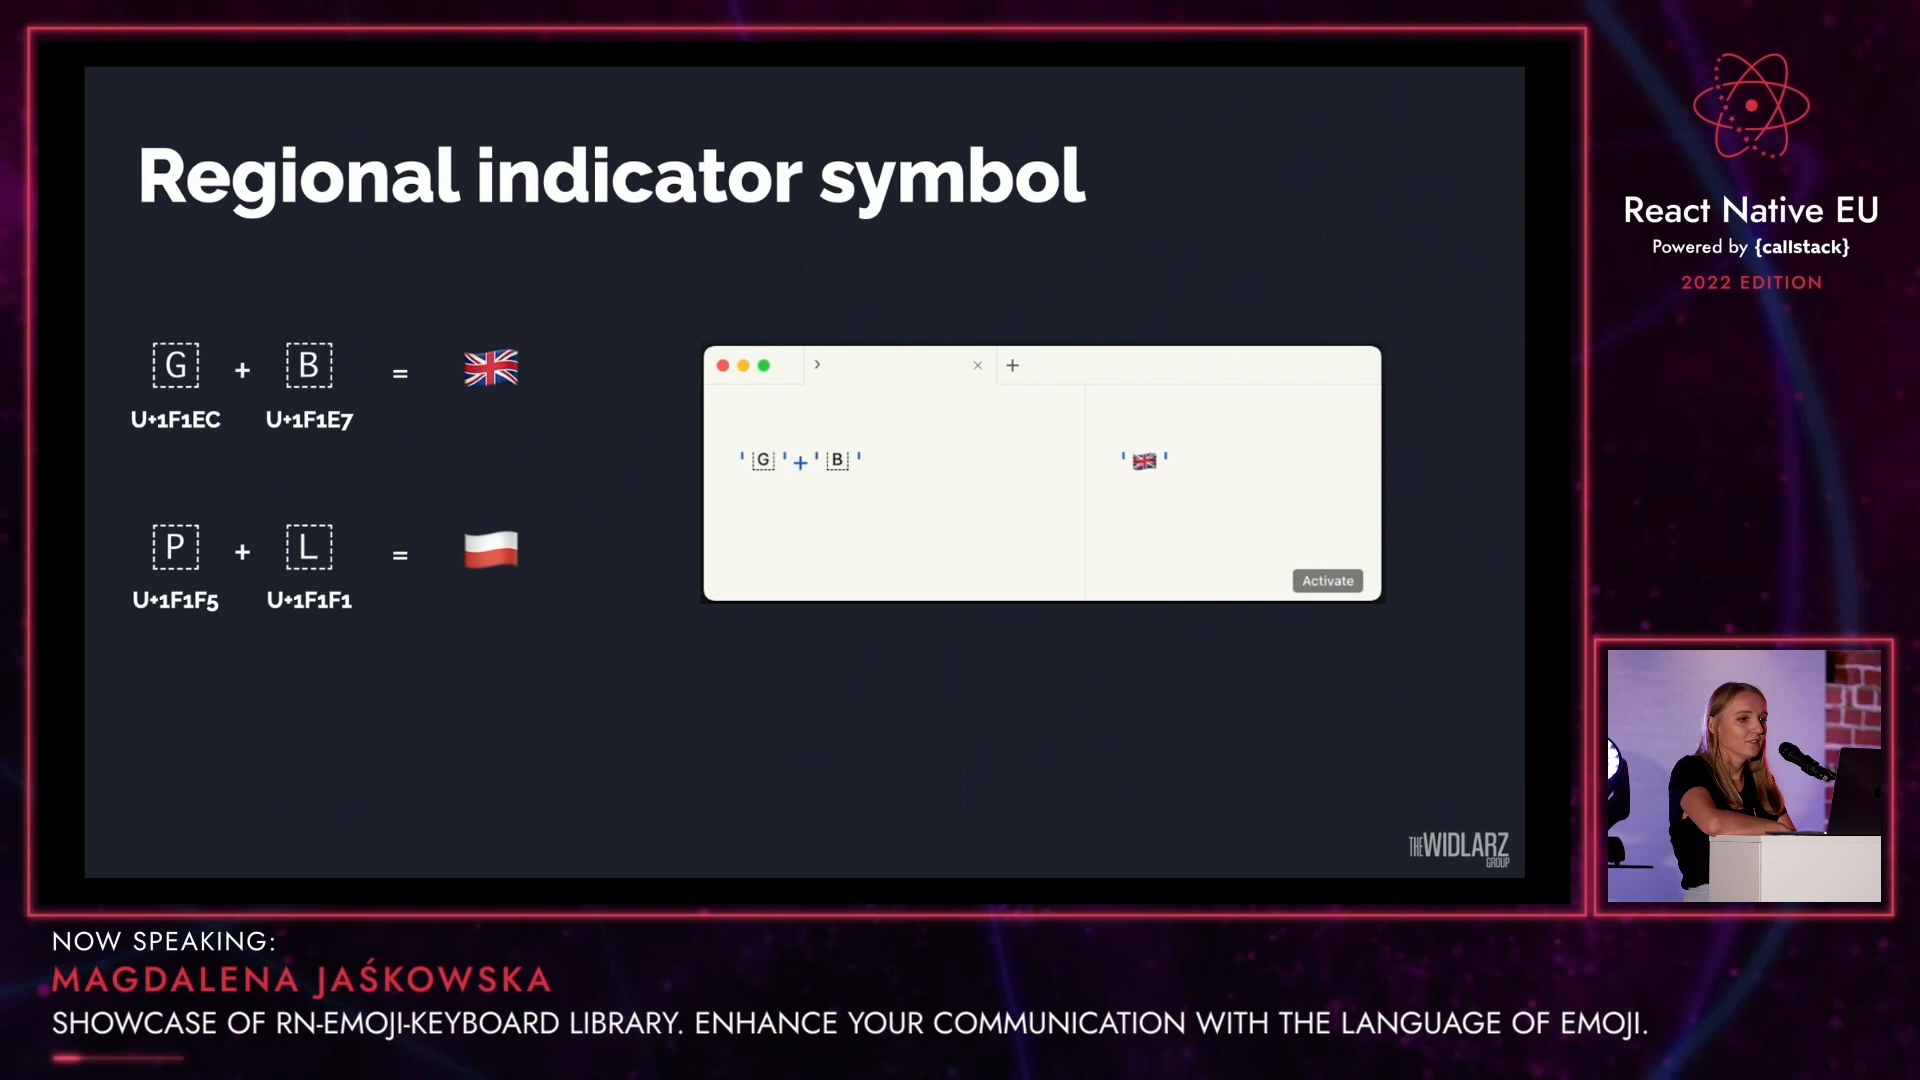 Regional indicator symbol
G + B = 🇬🇧
U+1F1EC U+1F1E7
P + L = 🇵🇱
U+1F1F5 U+1F1F1
'G'+'B'
'🇬🇧'
Activate
THE WIDLARZ GROUP
React Native EU
Powered by {callstack}
2022 EDITION
NOW SPEAKING:
MAGDALENA JAŚKOWSKA
SHOWCASE OF RN-EMOJI-KEYBOARD LIBRARY. ENHANCE YOUR COMMUNICATION WITH THE LANGUAGE OF EMOJI.